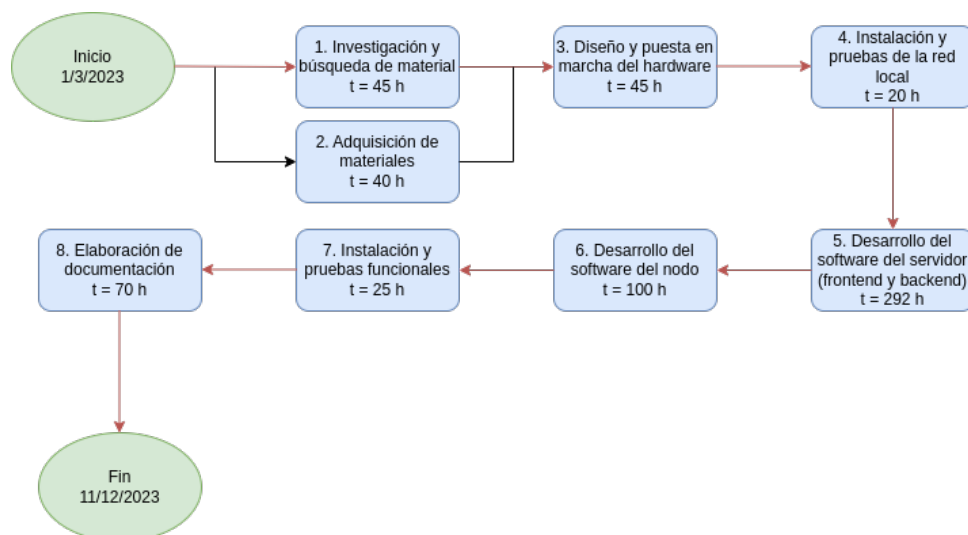 Inicio
1/3/2023
1. Investigación y
búsqueda de material
t = 45 h
2. Adquisición de
materiales
t = 40 h
3. Diseño y puesta en
marcha del hardware
t = 45 h
4. Instalación y
pruebas de la red
local
t = 20 h
5. Desarrollo del
software del servidor
(frontend y backend)
t = 292 h
6. Desarrollo del
software del nodo
t = 100 h
7. Instalación y
pruebas funcionales
t = 25 h
8. Elaboración de
documentación
t = 70 h
Fin
11/12/2023